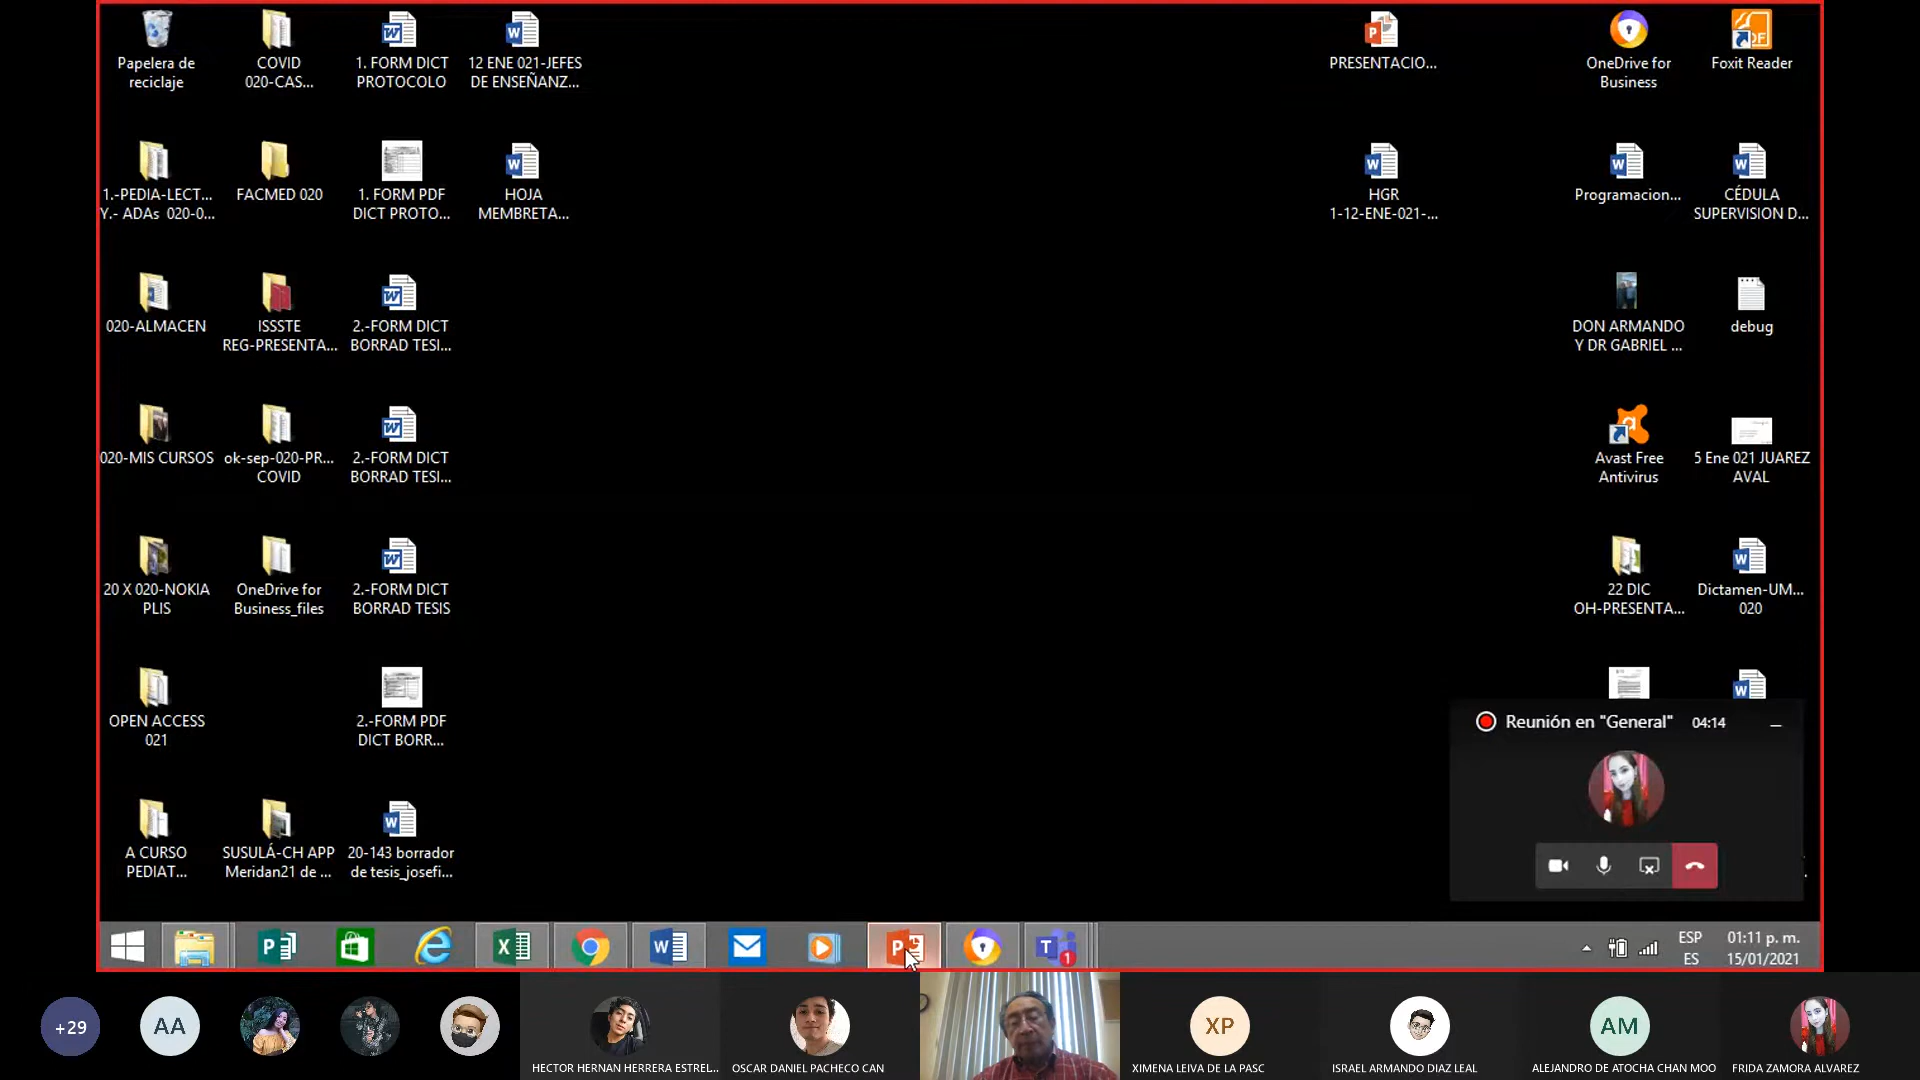 Papelera de
reciclaje
COVID
020-CAS...
1. FORM DICT
PROTOCOLO
12 ENE 021-JEFES
DE ENSEÑANZ...
PRESENTACIO...
OneDrive for
Business
Foxit Reader
1.-PEDIA-LECT...
Y.- ADAs 020-0...
FACMED 020
1. FORM PDF
DICT PROTO...
HOJA
MEMBRETA...
HGR
1-12-ENE-021-...
Programacion...
CÉDULA
SUPERVISION D...
020-ALMACEN
ISSSTE
REG-PRESENTA...
2.-FORM DICT
BORRAD TESI...
DON ARMANDO
Y DR GABRIEL ...
debug
020-MIS CURSOS
ok-sep-020-PR...
COVID
2.-FORM DICT
BORRAD TESI...
Avast Free
Antivirus
5 Ene 021 JUAREZ
AVAL
20 X 020-NOKIA
PLIS
OneDrive for
Business_files
2.-FORM DICT
BORRAD TESIS
22 DIC
OH-PRESENTA...
Dictamen-UM...
020
OPEN ACCESS
021
2.-FORM PDF
DICT BORR...
Reunión en "General" 04:14
A CURSO
PEDIAT...
SUSULÁ-CH APP
Meridan21 de ...
20-143 borrador
de tesis_josefi...
ESP
ES
01:11 p. m.
15/01/2021
+29
AA
XP
AM
HECTOR HERNAN HERRERA ESTREL...
OSCAR DANIEL PACHECO CAN
XIMENA LEIVA DE LA PASC
ISRAEL ARMANDO DIAZ LEAL
ALEJANDRO DE ATOCHA CHAN MOO
FRIDA ZAMORA ALVAREZ